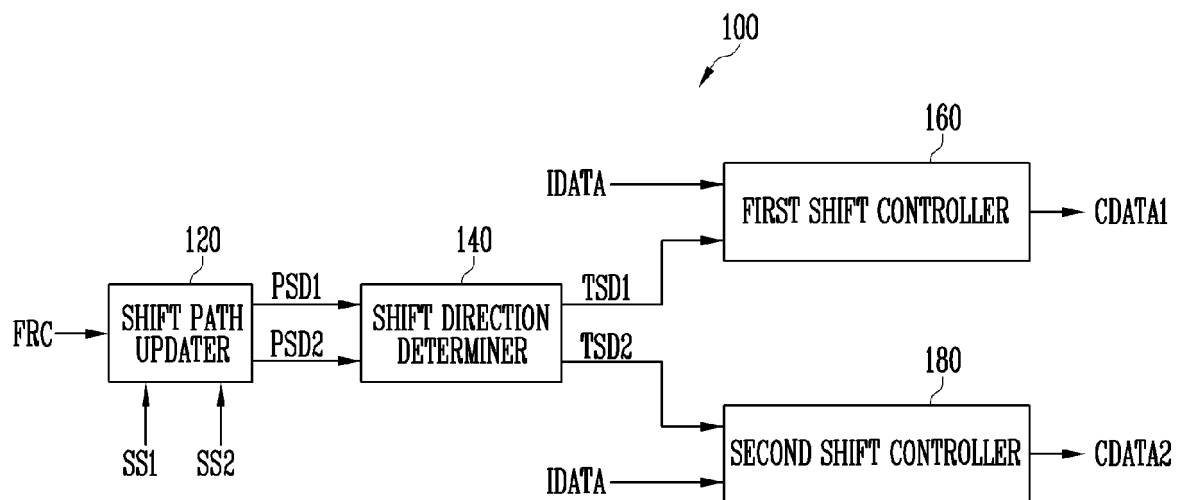 100
160
IDATA
FIRST SHIFT CONTROLLER
CDATA1
120
140
PSD1
TSD1
FRC
SHIFT PATH
UPDATER
SHIFT DIRECTION
DETERMINER
PSD2
TSD2
180
SS1
SS2
IDATA
SECOND SHIFT CONTROLLER
CDATA2